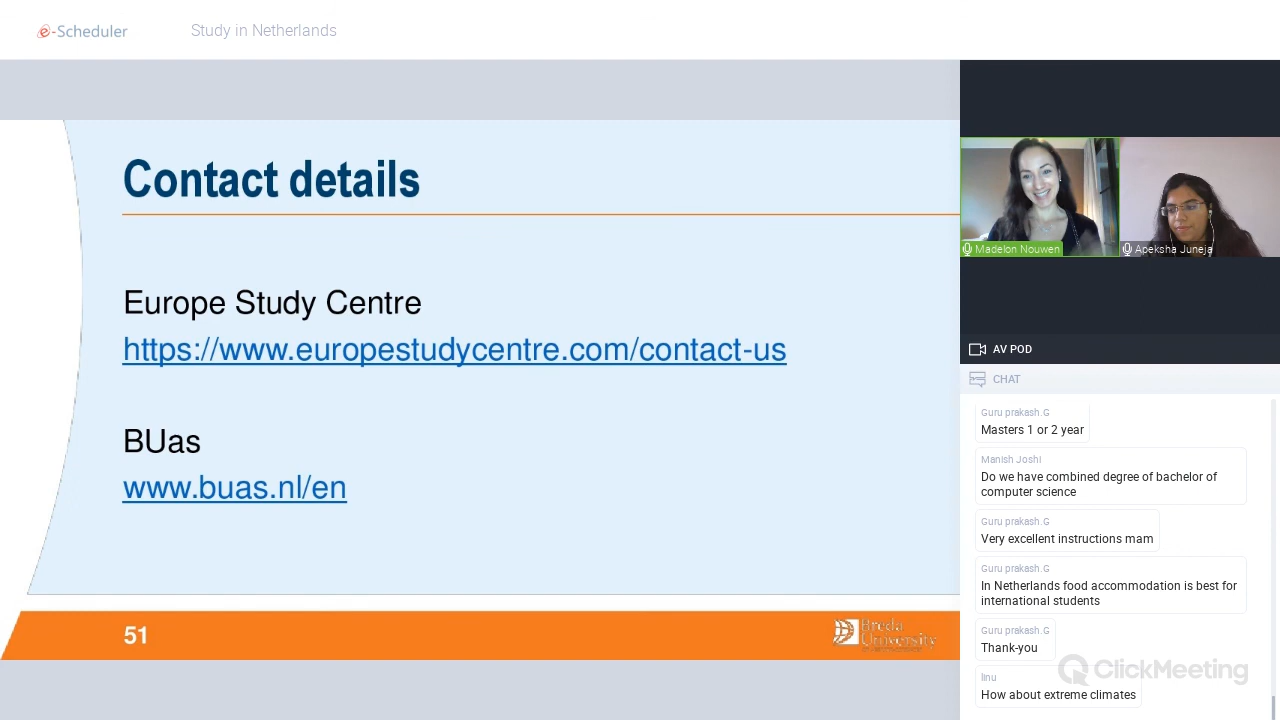 e-Scheduler
Study in Netherlands
Contact details
Europe Study Centre
https://www.europestudycentre.com/contact-us
BUas
www.buas.nl/en
51
Breda
University
Madelon Nouwen
Apeksha Juneja
AV POD
CHAT
Guru prakash.G
Masters 1 or 2 year
Manish Joshi
Do we have combined degree of bachelor of
computer science
Guru prakash.G
Very excellent instructions mam
Guru prakash.G
In Netherlands food accommodation is best for
international students
Guru prakash.G
Thank-you
ClickMeeting
linu
How about extreme climates